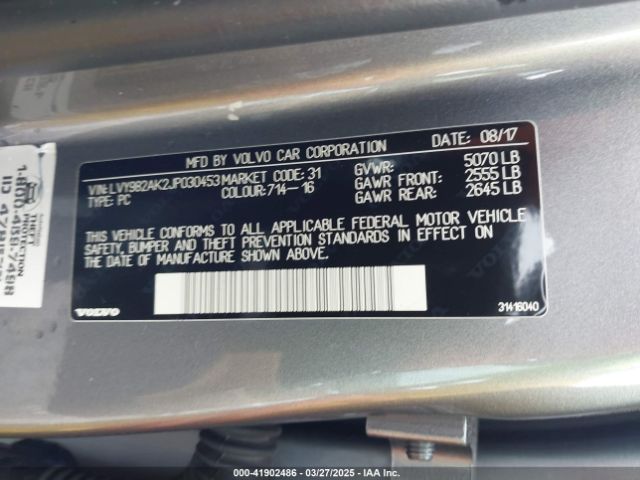 MFD BY VOLVO CAR CORPORATION DATE: 08/17
VIN:LVY982AK2JP030453 MARKET CODE: 31 GVWR: 5070 LB
TYPE: PC COLOUR:714— 16 GAWR FRONT: 2555 LB
GAWR REAR: 2645 LB
THIS VEHICLE CONFORMS TO ALL APPLICABLE FEDERAL MOTOR VEHICLE
SAFETY, BUMPER AND THEFT PREVENTION STANDARDS IN EFFECT ON THE
DATE OF MANUFACTURE SHOWN ABOVE.
VOLVO
31416040
THEFT
PROTECTION
000-41902486 — 03/27/2025 — IAA Inc.